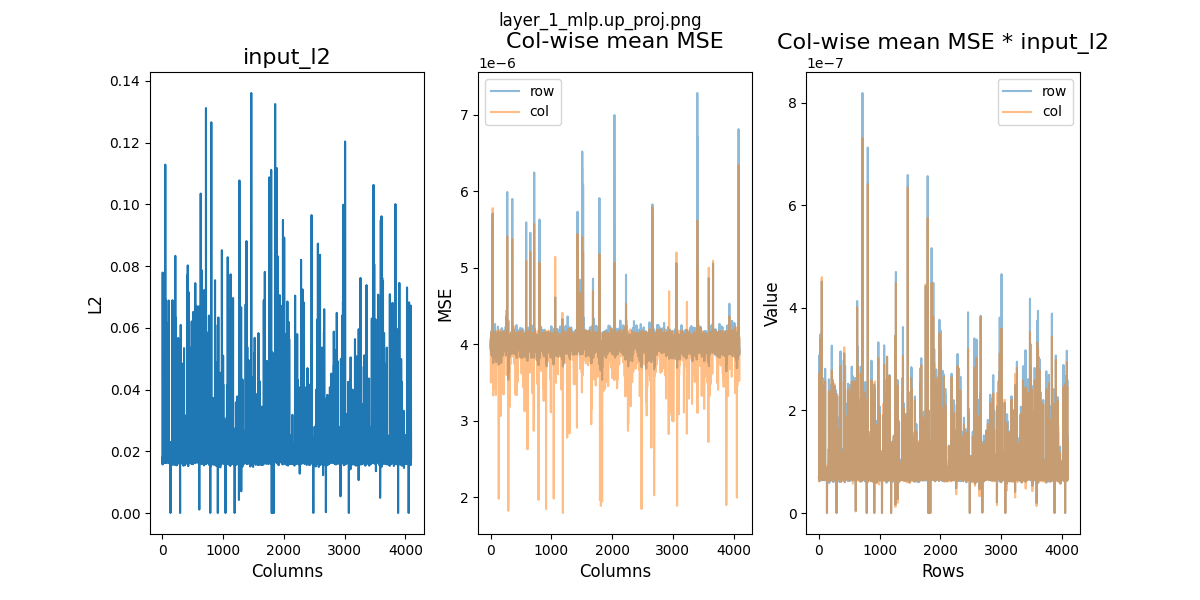 layer_1_mlp.up_proj.png
input_l2
0.14
0.12
0.10
0.08
0.06
0.04
0.02
0.00
L2
0 1000 2000 3000 4000
Columns
Col-wise mean MSE
1e−6
row
col
7
6
5
4
3
2
MSE
0 1000 2000 3000 4000
Columns
Col-wise mean MSE * input_l2
1e−7
row
col
8
6
4
2
0
Value
0 1000 2000 3000 4000
Rows